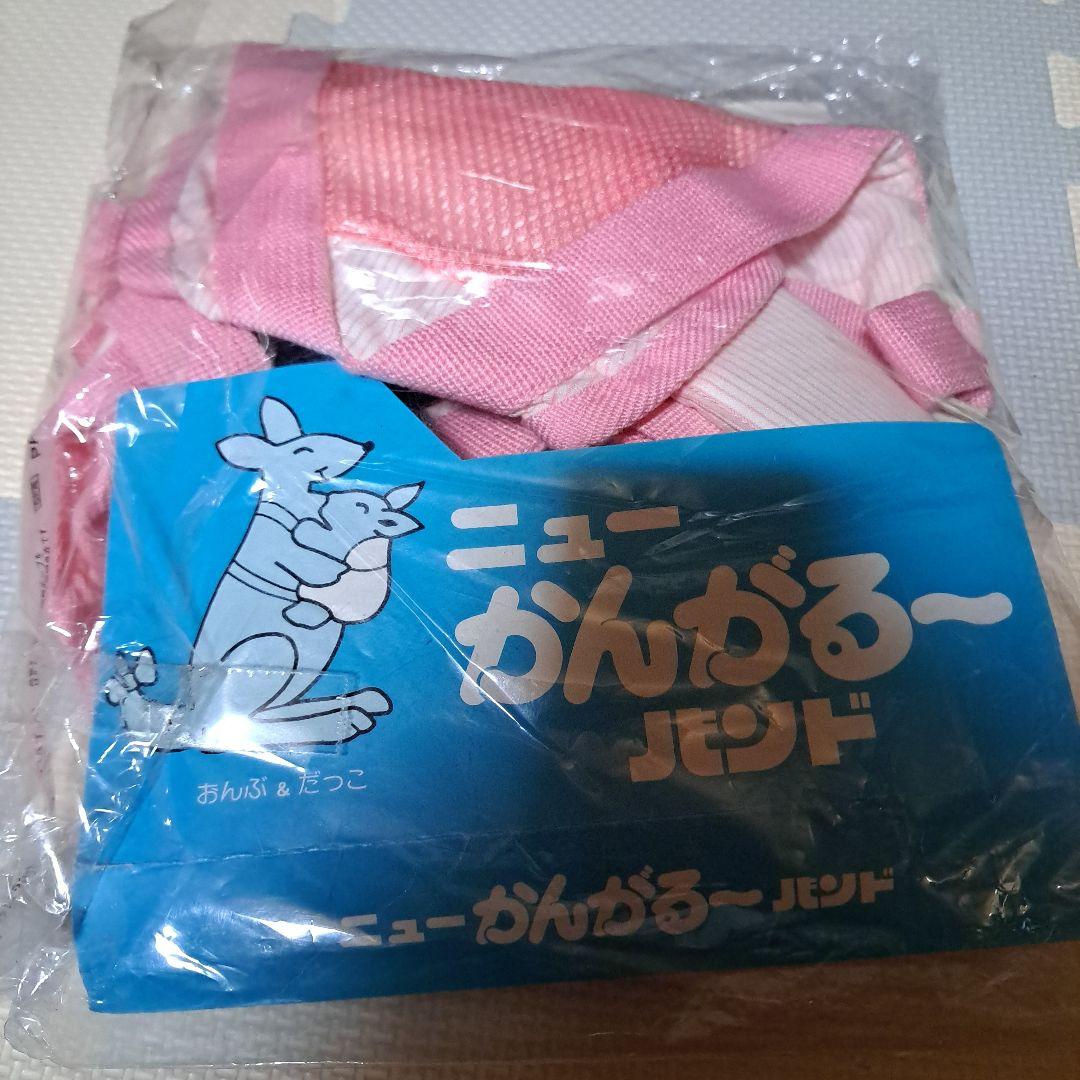 ニュー
かんがる〜
バンド
おんぶ & だっこ
ニューかんがる〜バンド